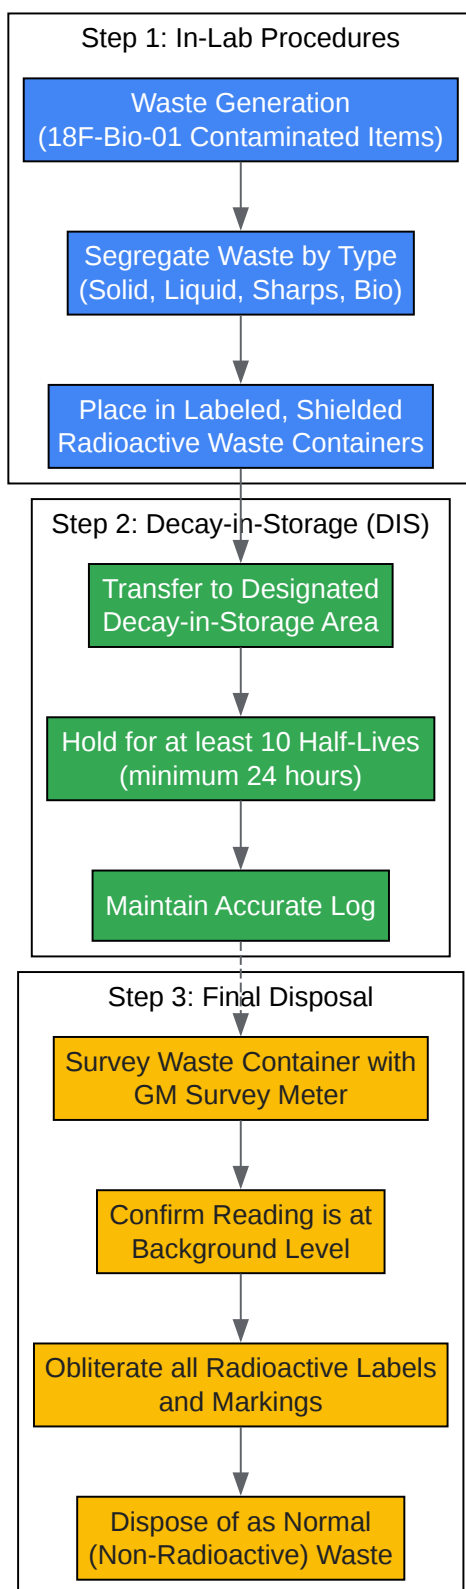 Step 1: In-Lab Procedures
Waste Generation
(18F-Bio-01 Contaminated Items)
Segregate Waste by Type
(Solid, Liquid, Sharps, Bio)
Place in Labeled, Shielded
Radioactive Waste Containers
Step 2: Decay-in-Storage (DIS)
Transfer to Designated
Decay-in-Storage Area
Hold for at least 10 Half-Lives
(minimum 24 hours)
Maintain Accurate Log
Step 3: Final Disposal
Survey Waste Container with
GM Survey Meter
Confirm Reading is at
Background Level
Obliterate all Radioactive Labels
and Markings
Dispose of as Normal
(Non-Radioactive) Waste